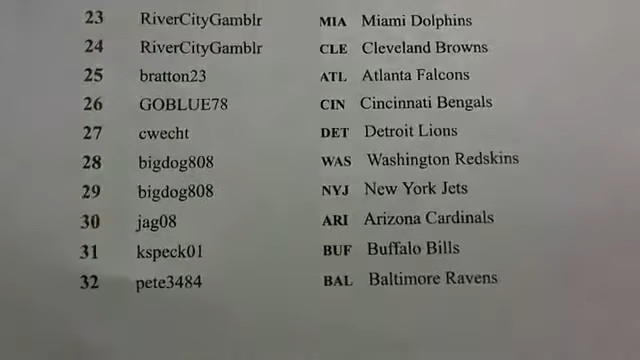 23 RiverCityGamblr MIA Miami Dolphins
24 RiverCityGamblr CLE Cleveland Browns
25 bratton23 ATL Atlanta Falcons
26 GOBLUE78 CIN Cincinnati Bengals
27 cwecht DET Detroit Lions
28 bigdog808 WAS Washington Redskins
29 bigdog808 NYJ New York Jets
30 jag08 ARI Arizona Cardinals
31 kspeck01 BUF Buffalo Bills
32 pete3484 BAL Baltimore Ravens